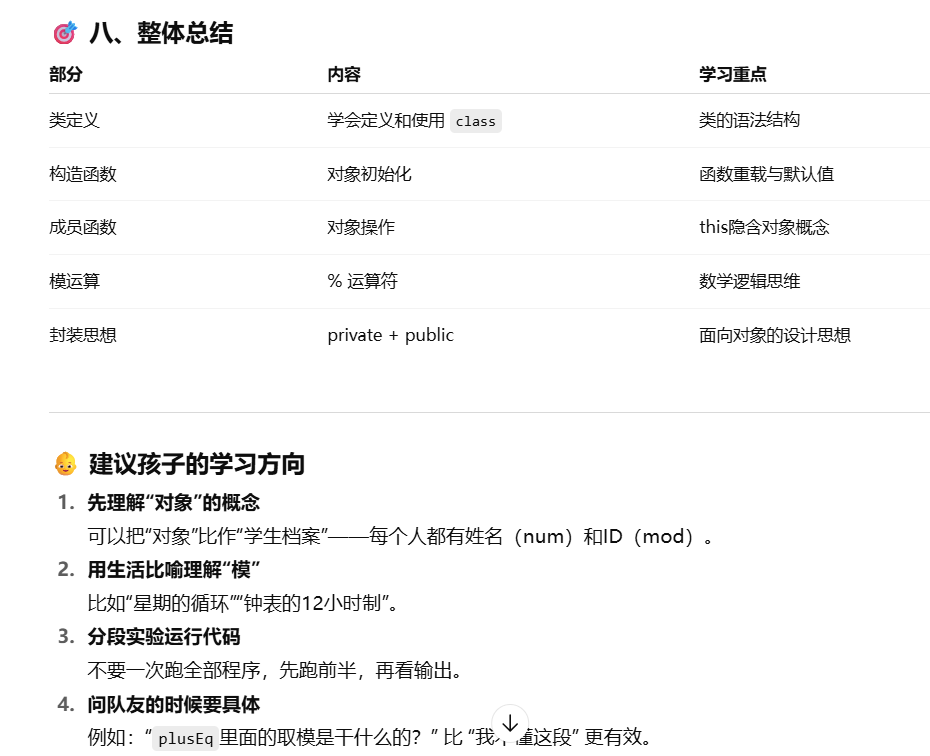 八、整体总结
部分 内容 学习重点
类定义 学会定义和使用 class 类的语法结构
构造函数 对象初始化 函数重载与默认值
成员函数 对象操作 this隐含对象概念
模运算 % 运算符 数学逻辑思维
封装思想 private + public 面向对象的设计思想
建议孩子的学习方向
1. 先理解“对象”的概念
可以把“对象”比作“学生档案”——每个人都有姓名（num）和ID（mod）。
2. 用生活比喻理解“模”
比如“星期的循环”“钟表的12小时制”。
3. 分段实验运行代码
不要一次跑全部程序，先跑前半，再看输出。
4. 问队友的时候要具体
例如：“plusEq 里面的取模是干什么的？” 比 “我不懂这段” 更有效。